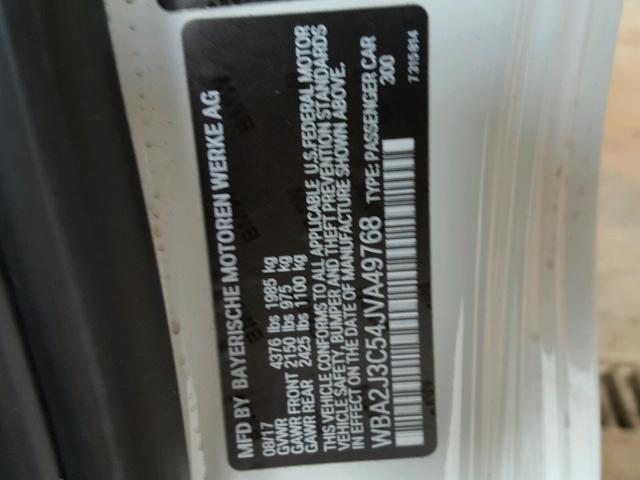 MFD BY BAYERISCHE MOTOREN WERKE AG
08/17
GVWR 4376 lbs 1985 kg
GAWR FRONT 2150 lbs 975 kg
GAWR REAR 2425 lbs 1100 kg
THIS VEHICLE CONFORMS TO ALL APPLICABLE U.S. FEDERAL MOTOR
VEHICLE SAFETY, BUMPER AND THEFT PREVENTION STANDARDS
IN EFFECT ON THE DATE OF MANUFACTURE SHOWN ABOVE.
WBA2J3C54JVA49768 TYPE: PASSENGER CAR
300
7 315 814